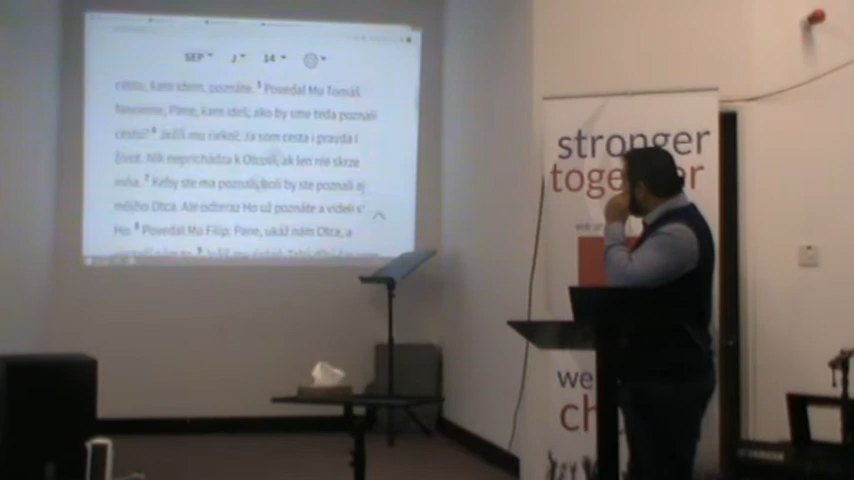 SEP J 14
cestu, kam idem, poznáte. 5 Povedal Mu Tomáš
Nevieme, Pane, kam ideš; ako by sme teda poznali
cestu? 6 Ježiš mu riekol: Ja som cesta i pravda i
život. Nik neprichádza k Otcovi, ak len nie skrze
mňa. 7 Keby ste ma poznali, boli by ste poznali aj
môjho Otca. Ale odteraz Ho už poznáte a videli s
Ho. 8 Povedal Mu Filip: Pane, ukáž nám Otca, a
stronger
toge r
we a
we
ch
YAMAHA